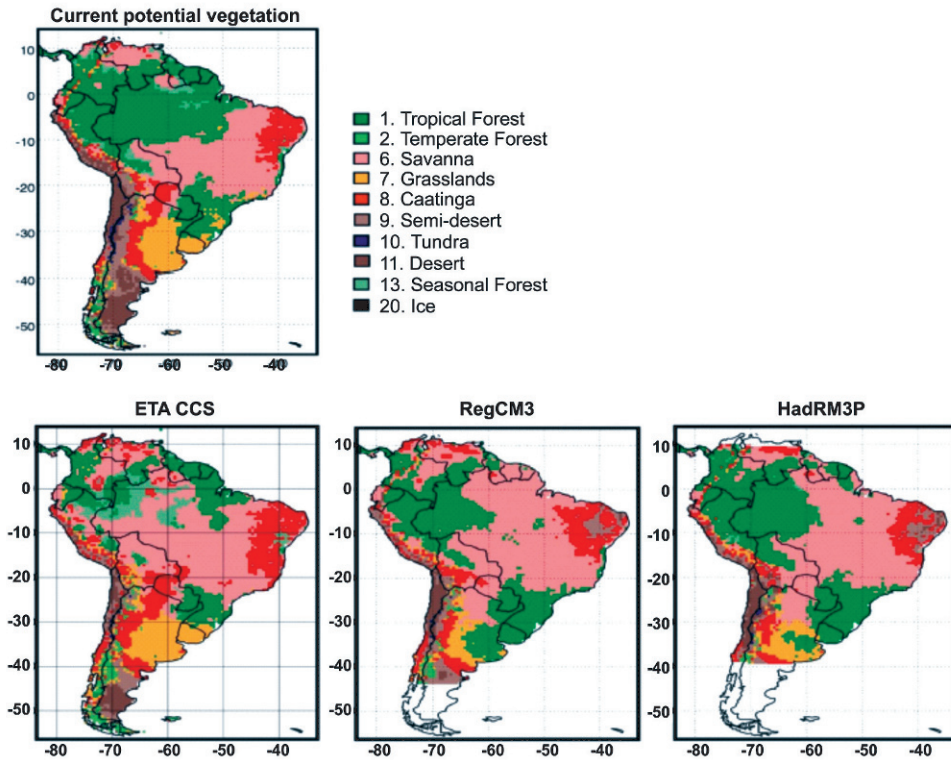 Current potential vegetation
10
0
-10
-20
-30
-40
-50
-80 -70 -60 -50 -40
1. Tropical Forest
2. Temperate Forest
6. Savanna
7. Grasslands
8. Caatinga
9. Semi-desert
10. Tundra
11. Desert
13. Seasonal Forest
20. Ice
ETA CCS
10
0
-10
-20
-30
-40
-50
-80 -70 -60 -50 -40
RegCM3
10
0
-10
-20
-30
-40
-50
-80 -70 -60 -50 -40
HadRM3P
10
0
-10
-20
-30
-40
-50
-80 -70 -60 -50 -40